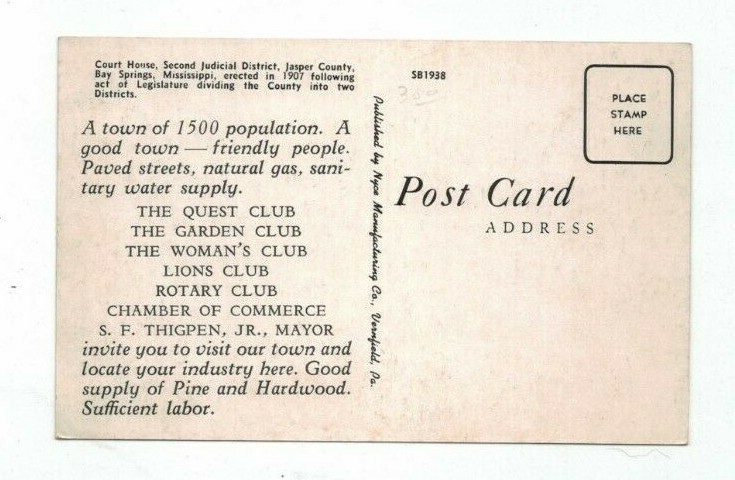 Court House, Second Judicial District, Jasper County,
Bay Springs, Mississippi, erected in 1907 following
act of Legislature dividing the County into two
Districts.
A town of 1500 population. A
good town — friendly people.
Paved streets, natural gas, sani-
tary water supply.
THE QUEST CLUB
THE GARDEN CLUB
THE WOMAN'S CLUB
LIONS CLUB
ROTARY CLUB
CHAMBER OF COMMERCE
S. F. THIGPEN, JR., MAYOR
invite you to visit our town and
locate your industry here. Good
supply of Pine and Hardwood.
Sufficient labor.
Published by Nyce Manufacturing Co., Vernfield, Pa.
SB1938
PLACE
STAMP
HERE
Post Card
ADDRESS